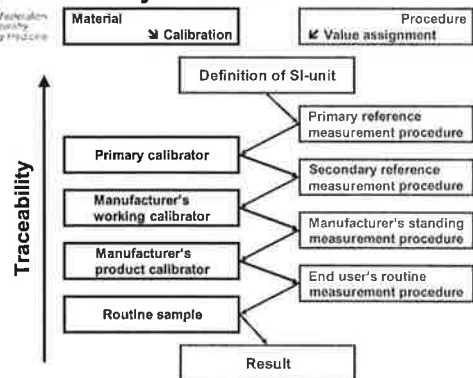 Federation
Material
↘ Calibration
Procedure
↙ Value assignment
Definition of SI-unit
Primary reference
measurement procedure
Primary calibrator
Secondary reference
measurement procedure
Manufacturer's
working calibrator
Manufacturer's standing
measurement procedure
Manufacturer's
product calibrator
End user's routine
measurement procedure
Routine sample
Result
Traceability